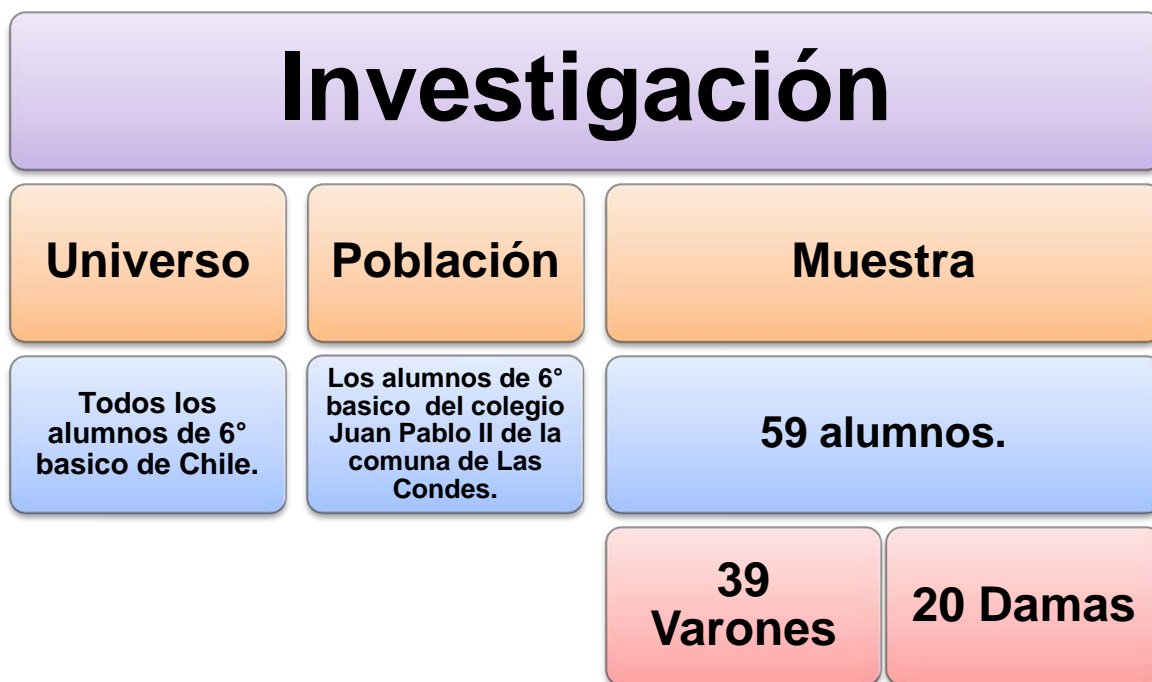 Investigación
Universo
Población
Muestra
Todos los
alumnos de 6°
basico de Chile.
Los alumnos de 6°
basico del colegio
Juan Pablo II de la
comuna de Las
Condes.
59 alumnos.
39
Varones
20 Damas